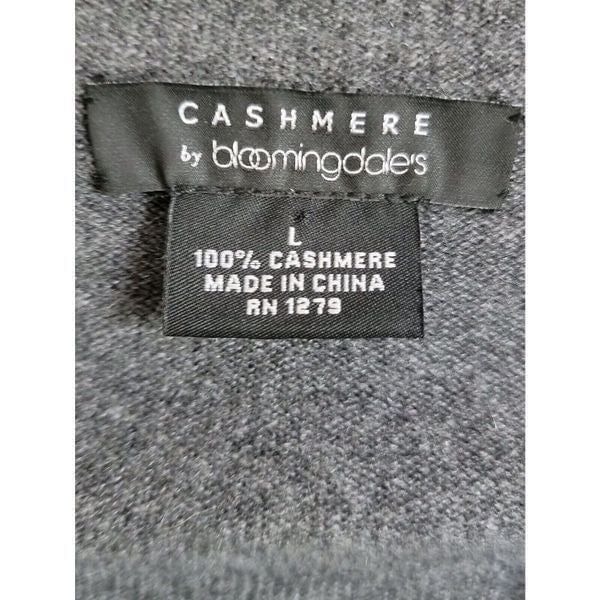 CASHMERE
by bloomingdale's
L
100% CASHMERE
MADE IN CHINA
RN 1279